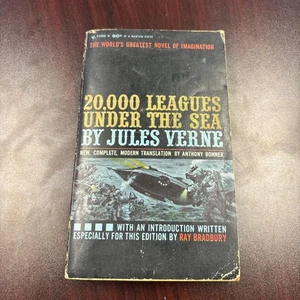 THE WORLD'S GREATEST NOVEL OF IMAGINATION
20,000 LEAGUES
UNDER THE SEA
BY JULES VERNE
NEW, COMPLETE, MODERN TRANSLATION BY ANTHONY BONNER
WITH AN INTRODUCTION WRITTEN
ESPECIALLY FOR THIS EDITION BY RAY BRADBURY